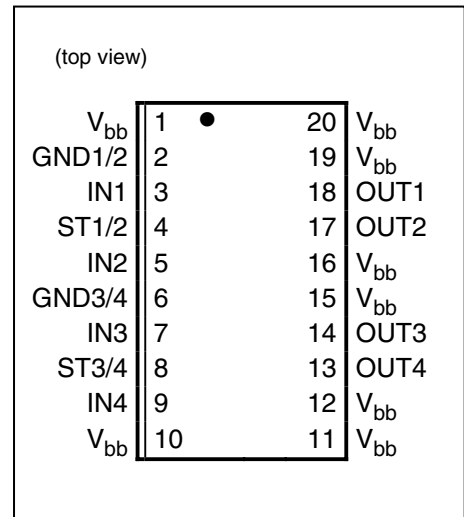 (top view)
Vbb 1 20 Vbb
GND1/2 2 19 Vbb
IN1 3 18 OUT1
ST1/2 4 17 OUT2
IN2 5 16 Vbb
GND3/4 6 15 Vbb
IN3 7 14 OUT3
ST3/4 8 13 OUT4
IN4 9 12 Vbb
Vbb 10 11 Vbb